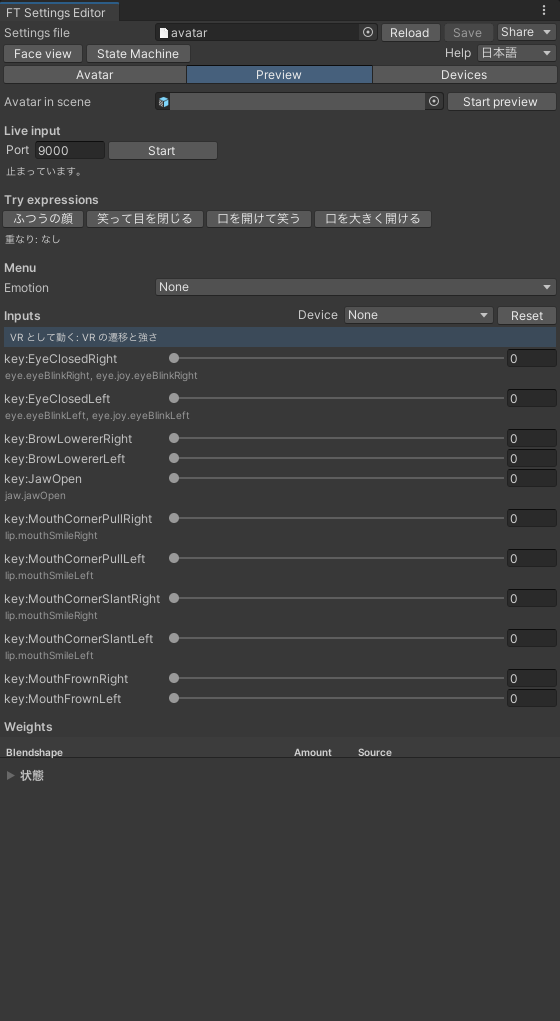 FT Settings Editor
Settings file avatar Reload Save Share
Face view State Machine Help 日本語
Avatar Preview Devices
Avatar in scene Start preview
Live input
Port 9000 Start
止まっています。
Try expressions
ふつうの顔 笑って目を閉じる 口を開けて笑う 口を大きく開ける
重なり: なし
Menu
Emotion None
Inputs Device None Reset
VR として動く: VR の遷移と強さ
key:EyeClosedRight 0
eye.eyeBlinkRight, eye.joy.eyeBlinkRight
key:EyeClosedLeft 0
eye.eyeBlinkLeft, eye.joy.eyeBlinkLeft
key:BrowLowererRight 0
key:BrowLowererLeft 0
key:JawOpen 0
jaw.jawOpen
key:MouthCornerPullRight 0
lip.mouthSmileRight
key:MouthCornerPullLeft 0
lip.mouthSmileLeft
key:MouthCornerSlantRight 0
lip.mouthSmileRight
key:MouthCornerSlantLeft 0
lip.mouthSmileLeft
key:MouthFrownRight 0
key:MouthFrownLeft 0
Weights
Blendshape Amount Source
状態